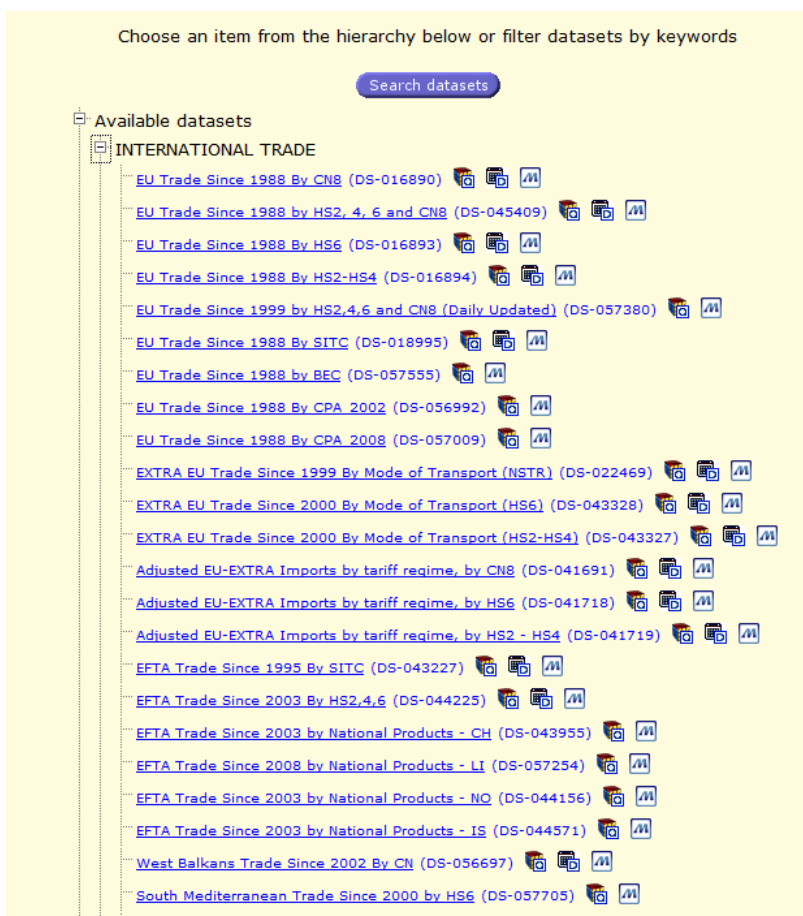 Choose an item from the hierarchy below or filter datasets by keywords
Search datasets
Available datasets
INTERNATIONAL TRADE
EU Trade Since 1988 By CN8 (DS-016890)
EU Trade Since 1988 by HS2, 4, 6 and CN8 (DS-045409)
EU Trade Since 1988 By HS6 (DS-016893)
EU Trade Since 1988 By HS2-HS4 (DS-016894)
EU Trade Since 1999 by HS2,4,6 and CN8 (Daily Updated) (DS-057380)
EU Trade Since 1988 By SITC (DS-018995)
EU Trade Since 1988 by BEC (DS-057555)
EU Trade Since 1988 By CPA_2002 (DS-056992)
EU Trade Since 1988 By CPA_2008 (DS-057009)
EXTRA EU Trade Since 1999 By Mode of Transport (NSTR) (DS-022469)
EXTRA EU Trade Since 2000 By Mode of Transport (HS6) (DS-043328)
EXTRA EU Trade Since 2000 By Mode of Transport (HS2-HS4) (DS-043327)
Adjusted EU-EXTRA Imports by tariff regime, by CN8 (DS-041691)
Adjusted EU-EXTRA Imports by tariff regime, by HS6 (DS-041718)
Adjusted EU-EXTRA Imports by tariff regime, by HS2 - HS4 (DS-041719)
EFTA Trade Since 1995 By SITC (DS-043227)
EFTA Trade Since 2003 By HS2,4,6 (DS-044225)
EFTA Trade Since 2003 by National Products - CH (DS-043955)
EFTA Trade Since 2008 by National Products - LI (DS-057254)
EFTA Trade Since 2003 by National Products - NO (DS-044156)
EFTA Trade Since 2003 by National Products - IS (DS-044571)
West Balkans Trade Since 2002 By CN (DS-056697)
South Mediterranean Trade Since 2000 by HS6 (DS-057705)